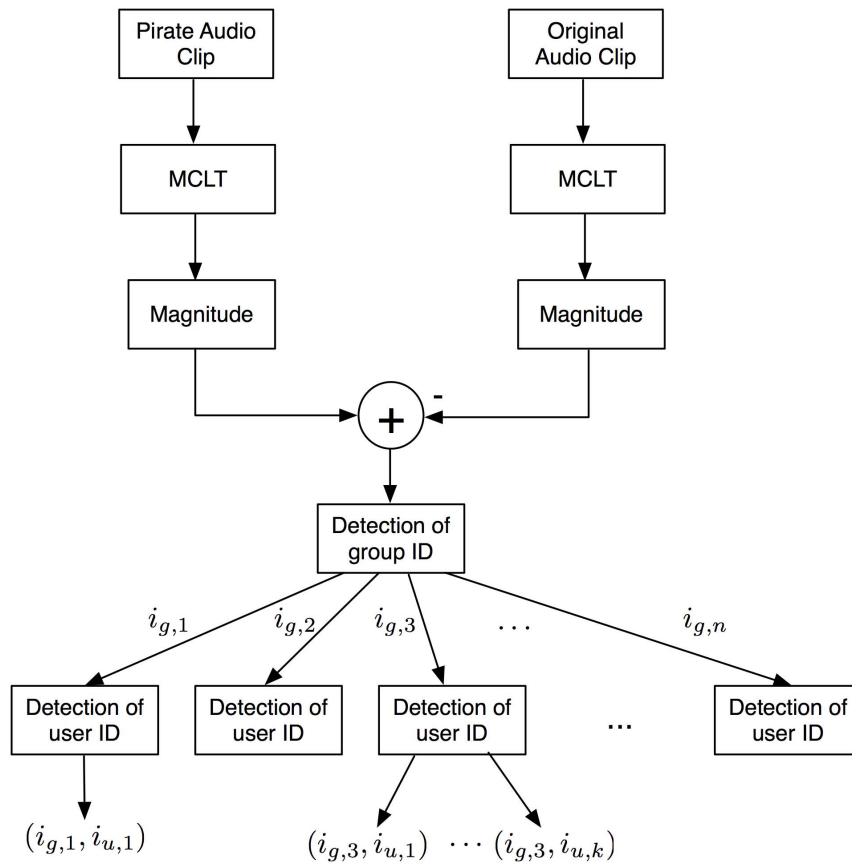 Pirate Audio
Clip
Original
Audio Clip
MCLT
MCLT
Magnitude
Magnitude
+
-
Detection of
group ID
i_{g,1}
i_{g,2}
i_{g,3}
...
i_{g,n}
Detection of
user ID
Detection of
user ID
Detection of
user ID
...
Detection of
user ID
(i_{g,1}, i_{u,1})
(i_{g,3}, i_{u,1}) ... (i_{g,3}, i_{u,k})